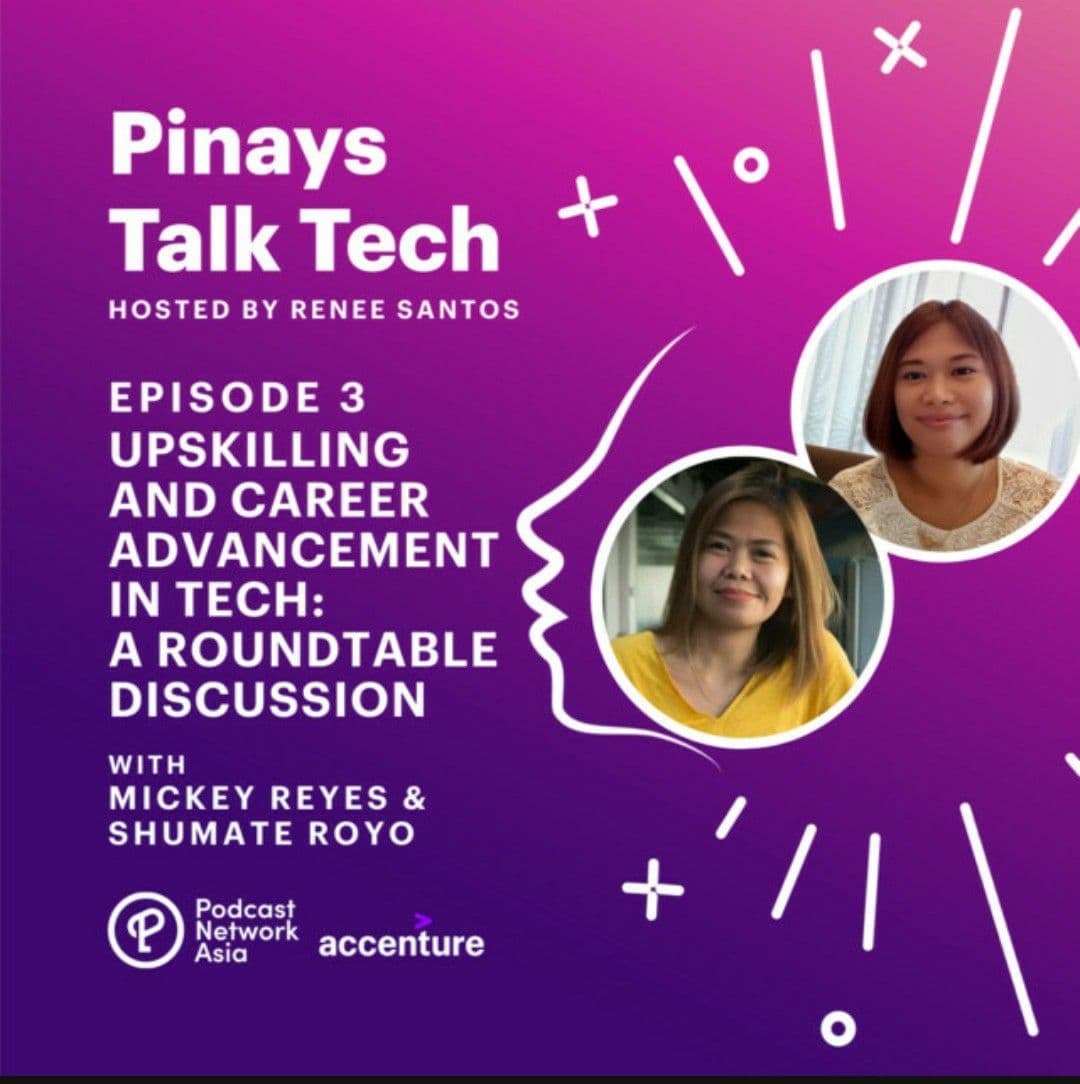 Pinays
Talk Tech
HOSTED BY RENEE SANTOS
EPISODE 3
UPSKILLING
AND CAREER
ADVANCEMENT
IN TECH:
A ROUNDTABLE
DISCUSSION
WITH
MICKEY REYES &
SHUMATE ROYO
Podcast
Network
Asia
accenture